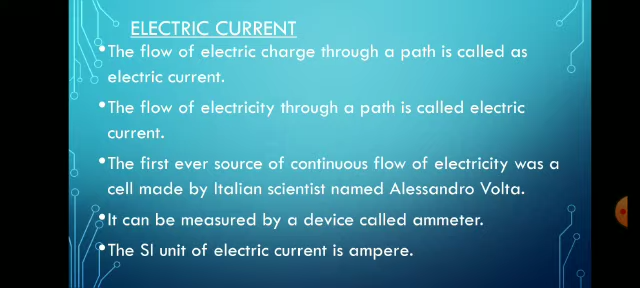 ELECTRIC CURRENT
•The flow of electric charge through a path is called as
electric current.
•The flow of electricity through a path is called electric
current.
•The first ever source of continuous flow of electricity was a
cell made by Italian scientist named Alessandro Volta.
•It can be measured by a device called ammeter.
•The SI unit of electric current is ampere.